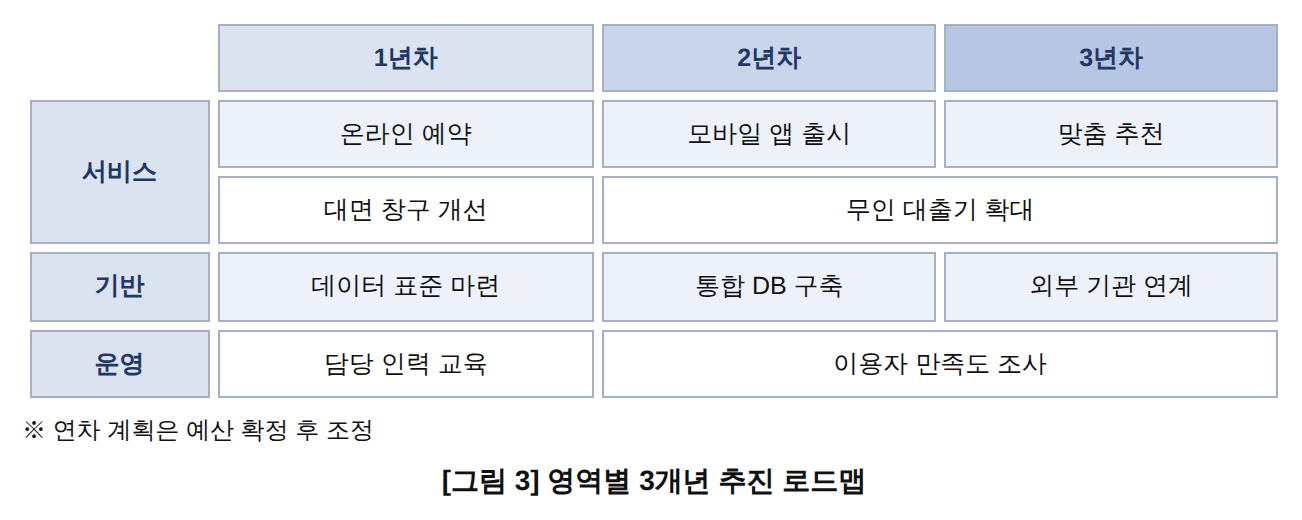 1년차 2년차 3년차
서비스
온라인 예약 모바일 앱 출시 맞춤 추천
대면 창구 개선 무인 대출기 확대
기반 데이터 표준 마련 통합 DB 구축 외부 기관 연계
운영 담당 인력 교육 이용자 만족도 조사
※ 연차 계획은 예산 확정 후 조정
[그림 3] 영역별 3개년 추진 로드맵